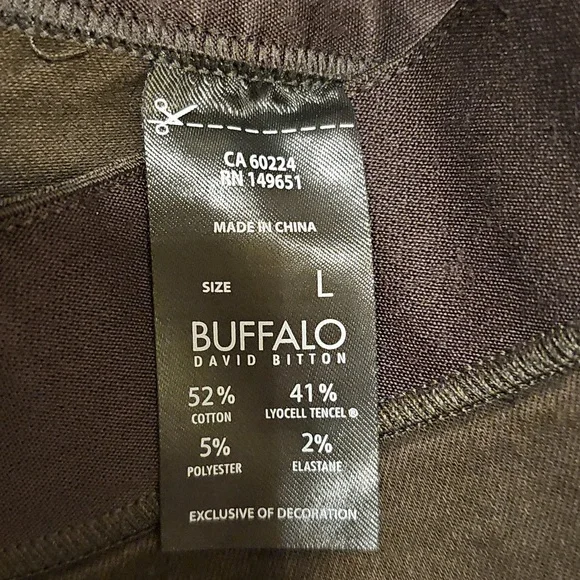 CA 60224
RN 149651
MADE IN CHINA
SIZE L
BUFFALO
DAVID BITTON
52% 41%
COTTON LYOCELL TENCEL®
5% 2%
POLYESTER ELASTANE
EXCLUSIVE OF DECORATION